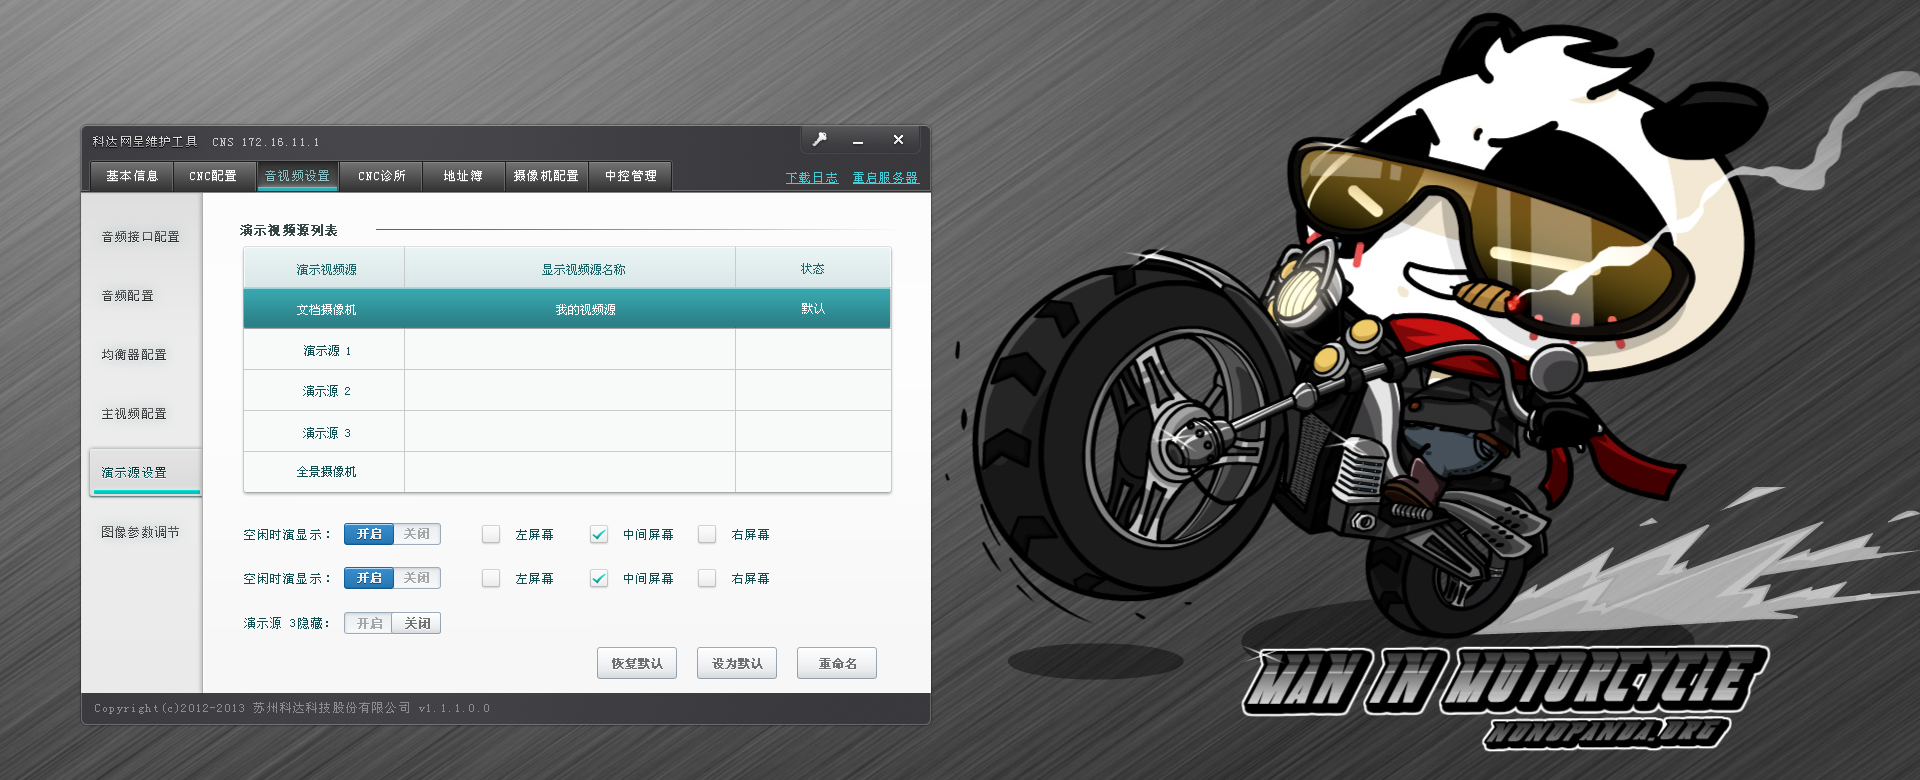 科达网呈维护工具 CNS 172.16.11.1
基本信息 CNC配置 音视频设置 CNC诊所 地址簿 摄像机配置 中控管理 下载日志 重启服务器
音频接口配置
音频配置
均衡器配置
主视频配置
演示源设置
图像参数调节
演示视频源列表
演示视频源 显示视频源名称 状态
文档摄像机 我的视频源 默认
演示源 1
演示源 2
演示源 3
全景摄像机
空闲时演显示： 开启 关闭 左屏幕 中间屏幕 右屏幕
空闲时演显示： 开启 关闭 左屏幕 中间屏幕 右屏幕
演示源 3隐藏： 开启 关闭
恢复默认 设为默认 重命名
Copyright(c)2012-2013 苏州科达科技股份有限公司 v1.1.1.0.0
MAN IN MOTORCYCLE
NONOPANDA.ORG